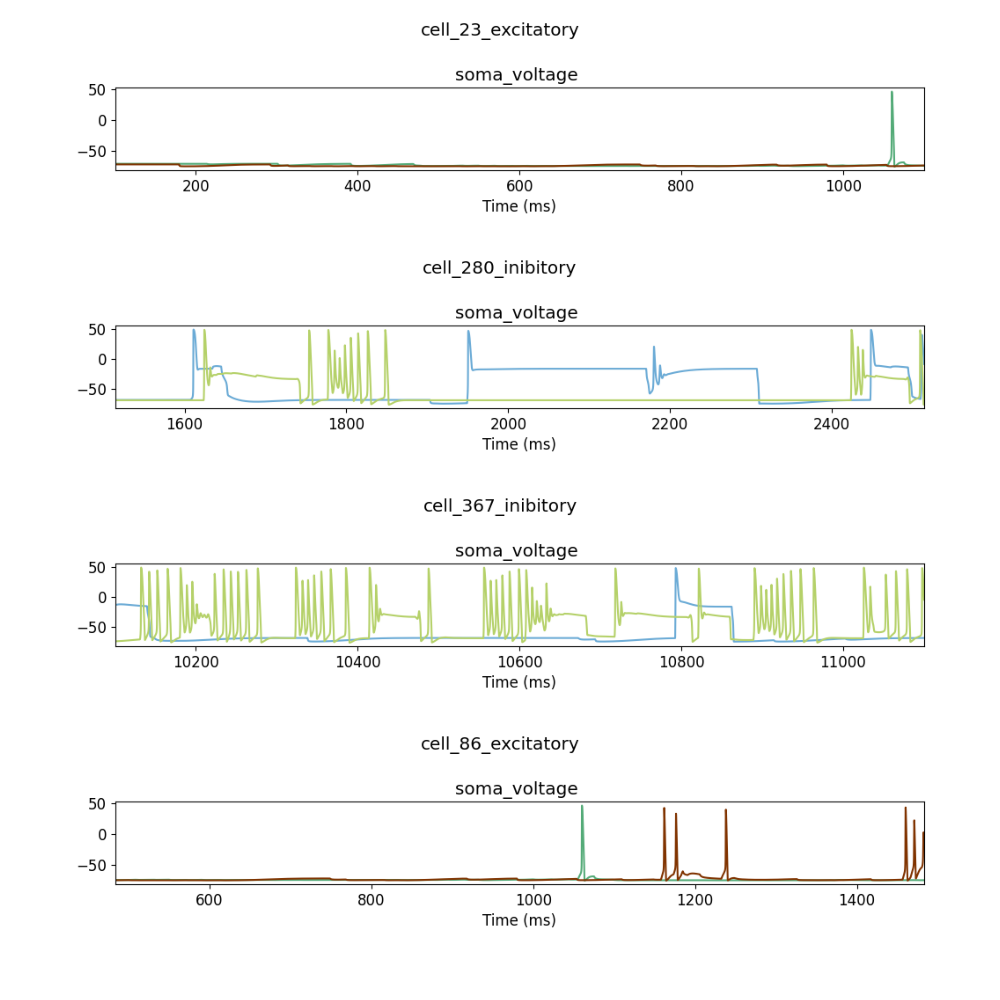 cell_23_excitatory
soma_voltage
50
0
−50
200 400 600 800 1000
Time (ms)
cell_280_inibitory
soma_voltage
50
0
−50
1600 1800 2000 2200 2400
Time (ms)
cell_367_inibitory
soma_voltage
50
0
−50
10200 10400 10600 10800 11000
Time (ms)
cell_86_excitatory
soma_voltage
50
0
−50
600 800 1000 1200 1400
Time (ms)